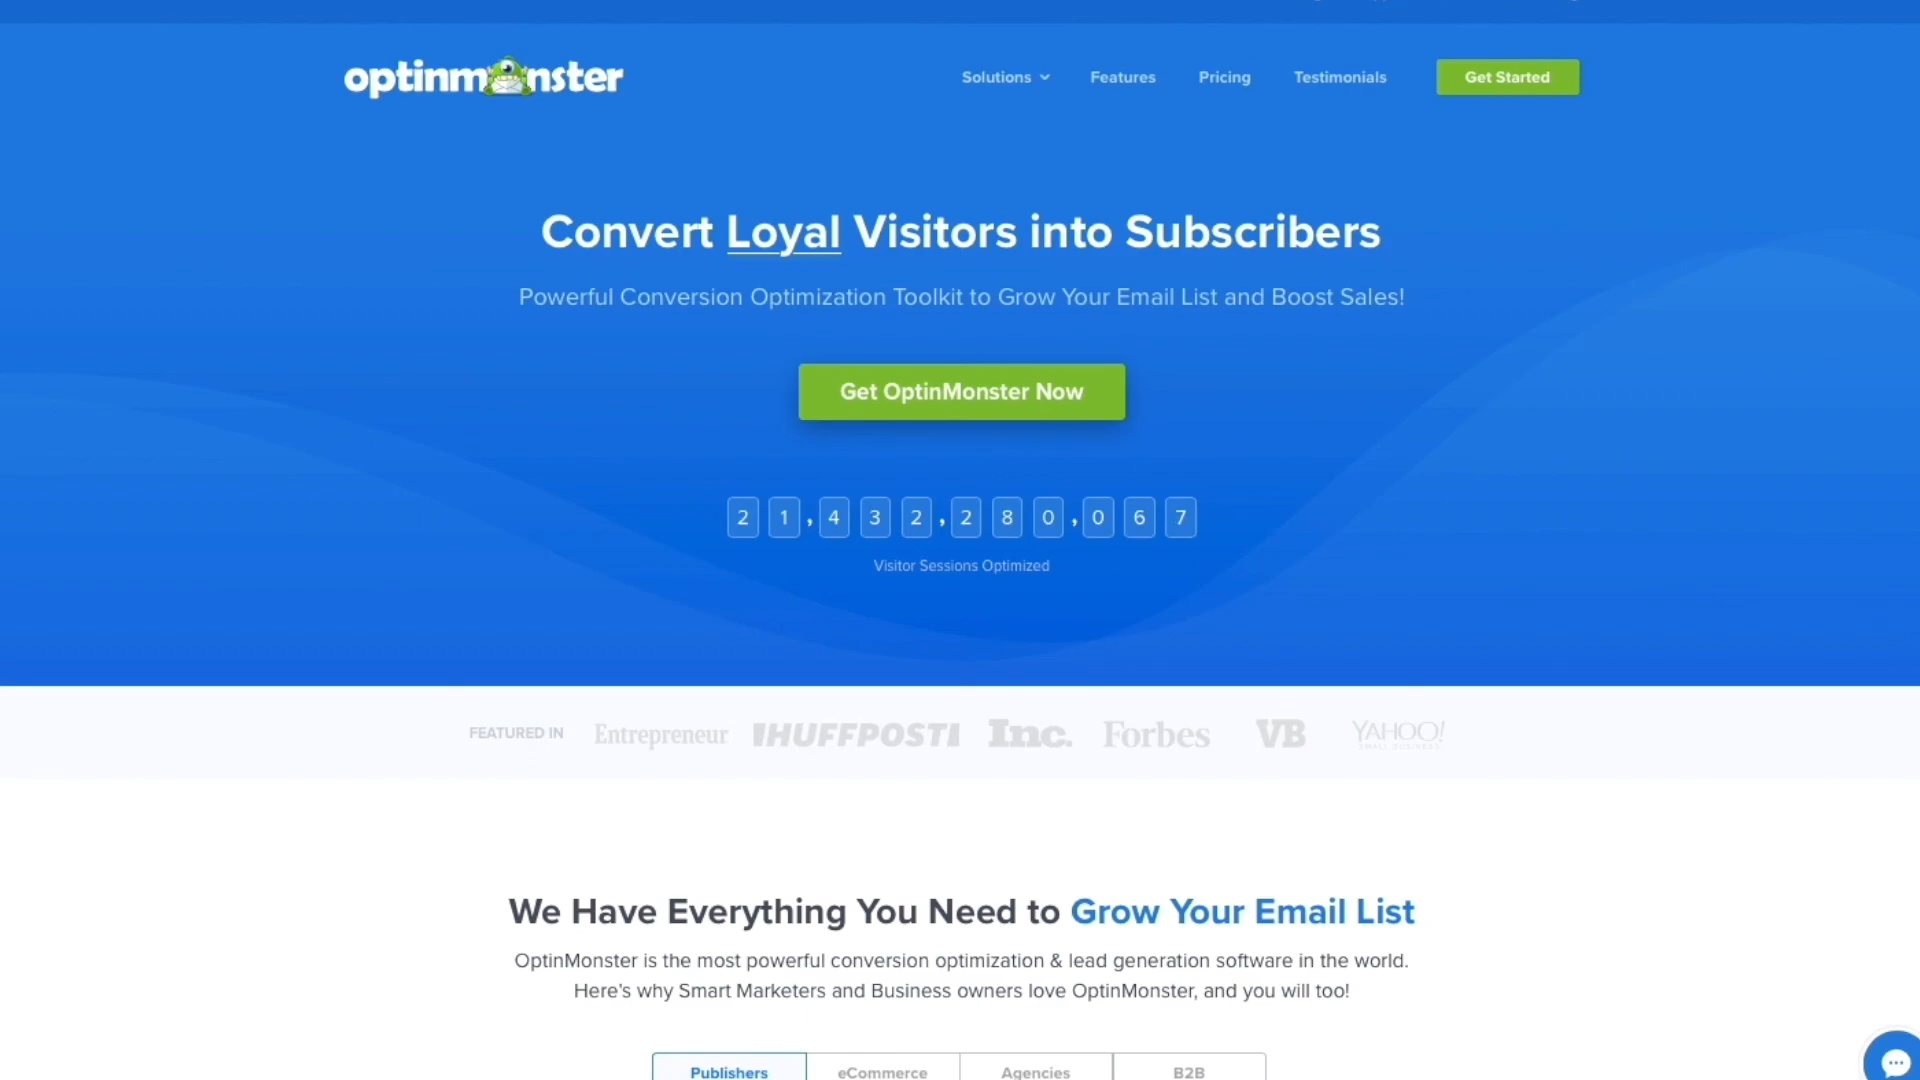 optinmonster
Solutions Features Pricing Testimonials Get Started
Convert Loyal Visitors into Subscribers
Powerful Conversion Optimization Toolkit to Grow Your Email List and Boost Sales!
Get OptinMonster Now
21,432,280,067
Visitor Sessions Optimized
FEATURED IN Entrepreneur IHUFFPOSTI Inc. Forbes VB YAHOO!
SMALL BUSINESS
We Have Everything You Need to Grow Your Email List
OptinMonster is the most powerful conversion optimization & lead generation software in the world.
Here's why Smart Marketers and Business owners love OptinMonster, and you will too!
Publishers eCommerce Agencies B2B